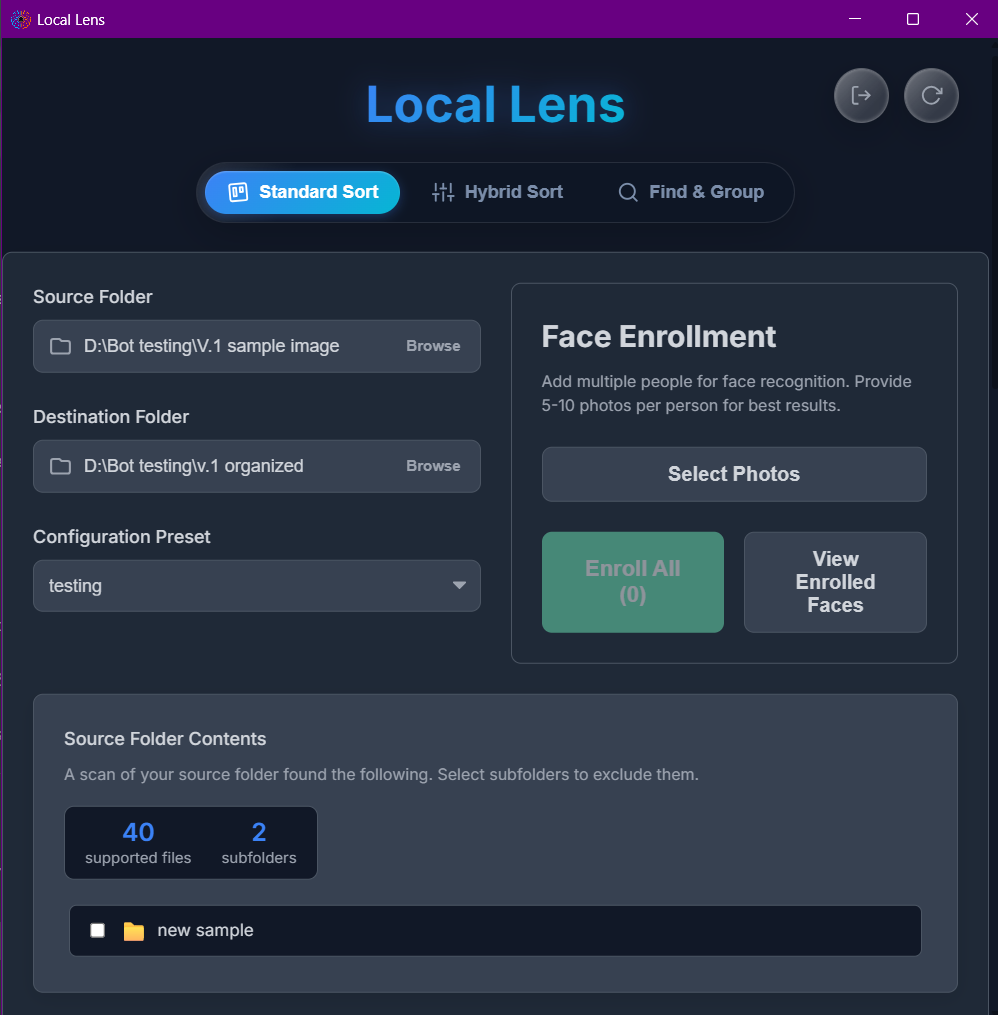 Local Lens
Local Lens
Standard Sort
Hybrid Sort
Find & Group
Source Folder
D:\Bot testing\V.1 sample image
Browse
Destination Folder
D:\Bot testing\v.1 organized
Browse
Configuration Preset
testing
Face Enrollment
Add multiple people for face recognition. Provide
5-10 photos per person for best results.
Select Photos
Enroll All
(0)
View
Enrolled
Faces
Source Folder Contents
A scan of your source folder found the following. Select subfolders to exclude them.
40
supported files
2
subfolders
new sample